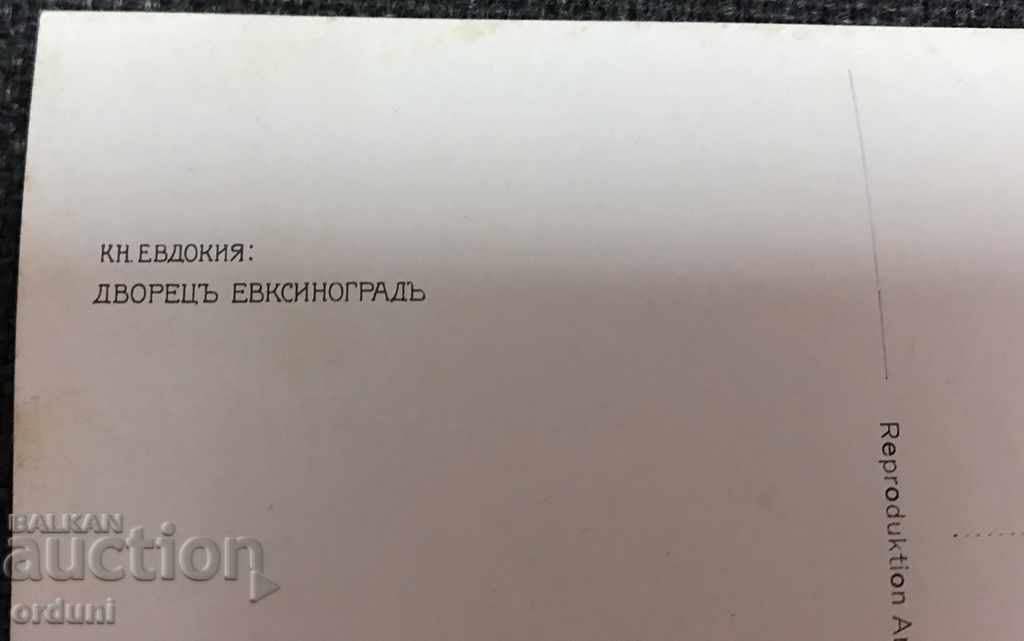 КН. ЕВДОКИЯ:
ДВОРЕЦЪ ЕВКСИНОГРАДЪ
Reproduktion
BALKAN
auction
orduni